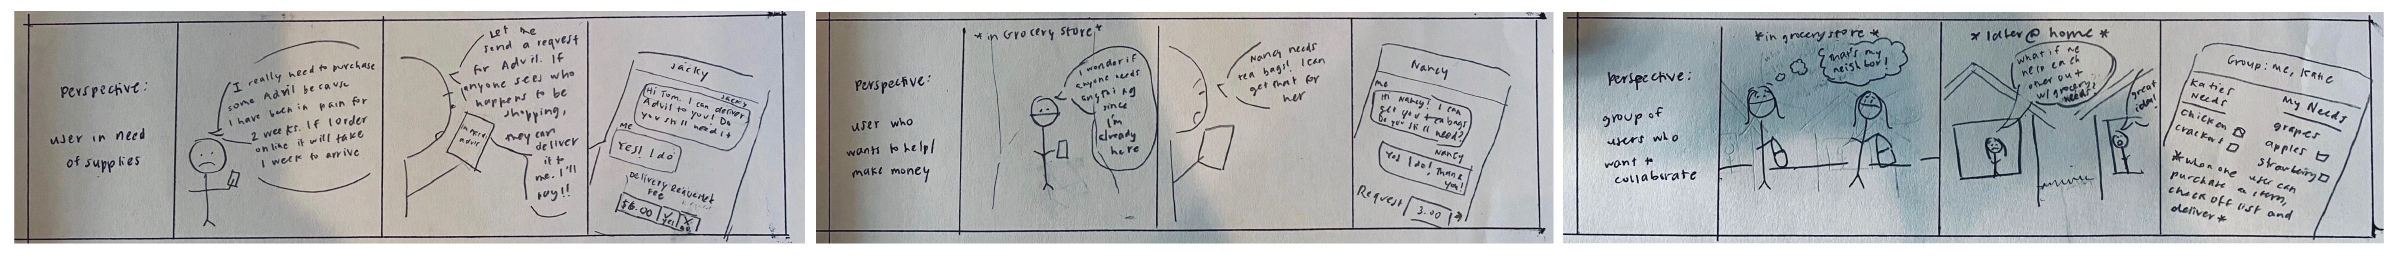 perspective:
user in need
of supplies
I really need to purchase
some Advil because
I have been in pain for
2 weeks. If I order
online it will take
1 week to arrive
Let me
send a request
for Advil. If
anyone sees who
happens to be
shopping,
they can
deliver
it to
me. I'll
pay!!
advil
Jacky
Jacky
Hi Tom. I can deliver
Advil to you! Do
you still need it
me
Yes! I do
Delivery Requested
Fee
$6.00
perspective:
user who
wants to help/
make money
*in Grocery store*
I wonder if
anyone needs
anything
since
I'm
already
here
Nancy needs
tea bags! I can
get that for
her
Nancy
me
Hi Nancy! I can
get you tea bags
Do you still need?
Nancy
Yes I do! Thank
you!
Request
3.00
perspective:
group of
users who
want to
collaborate
*in grocery store*
that's my
neighbor!
*later @ home*
what if we
help each
other out
w/ grocery
needs?
great
idea!
Group: me, Katie
Katies
Needs
chicken
crackers
My Needs
grapes
apples
strawberry
*when one user can
purchase a item,
check off list and
deliver*